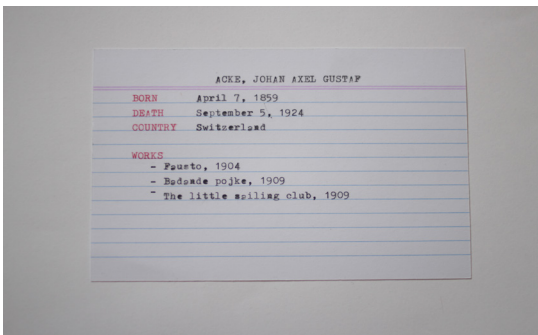 ACKE, JOHAN AXEL GUSTAF
BORN April 7, 1859
DEATH September 5, 1924
COUNTRY Switzerland
WORKS
- Fausto, 1904
- Badande pojke, 1909
- The little sailing club, 1909